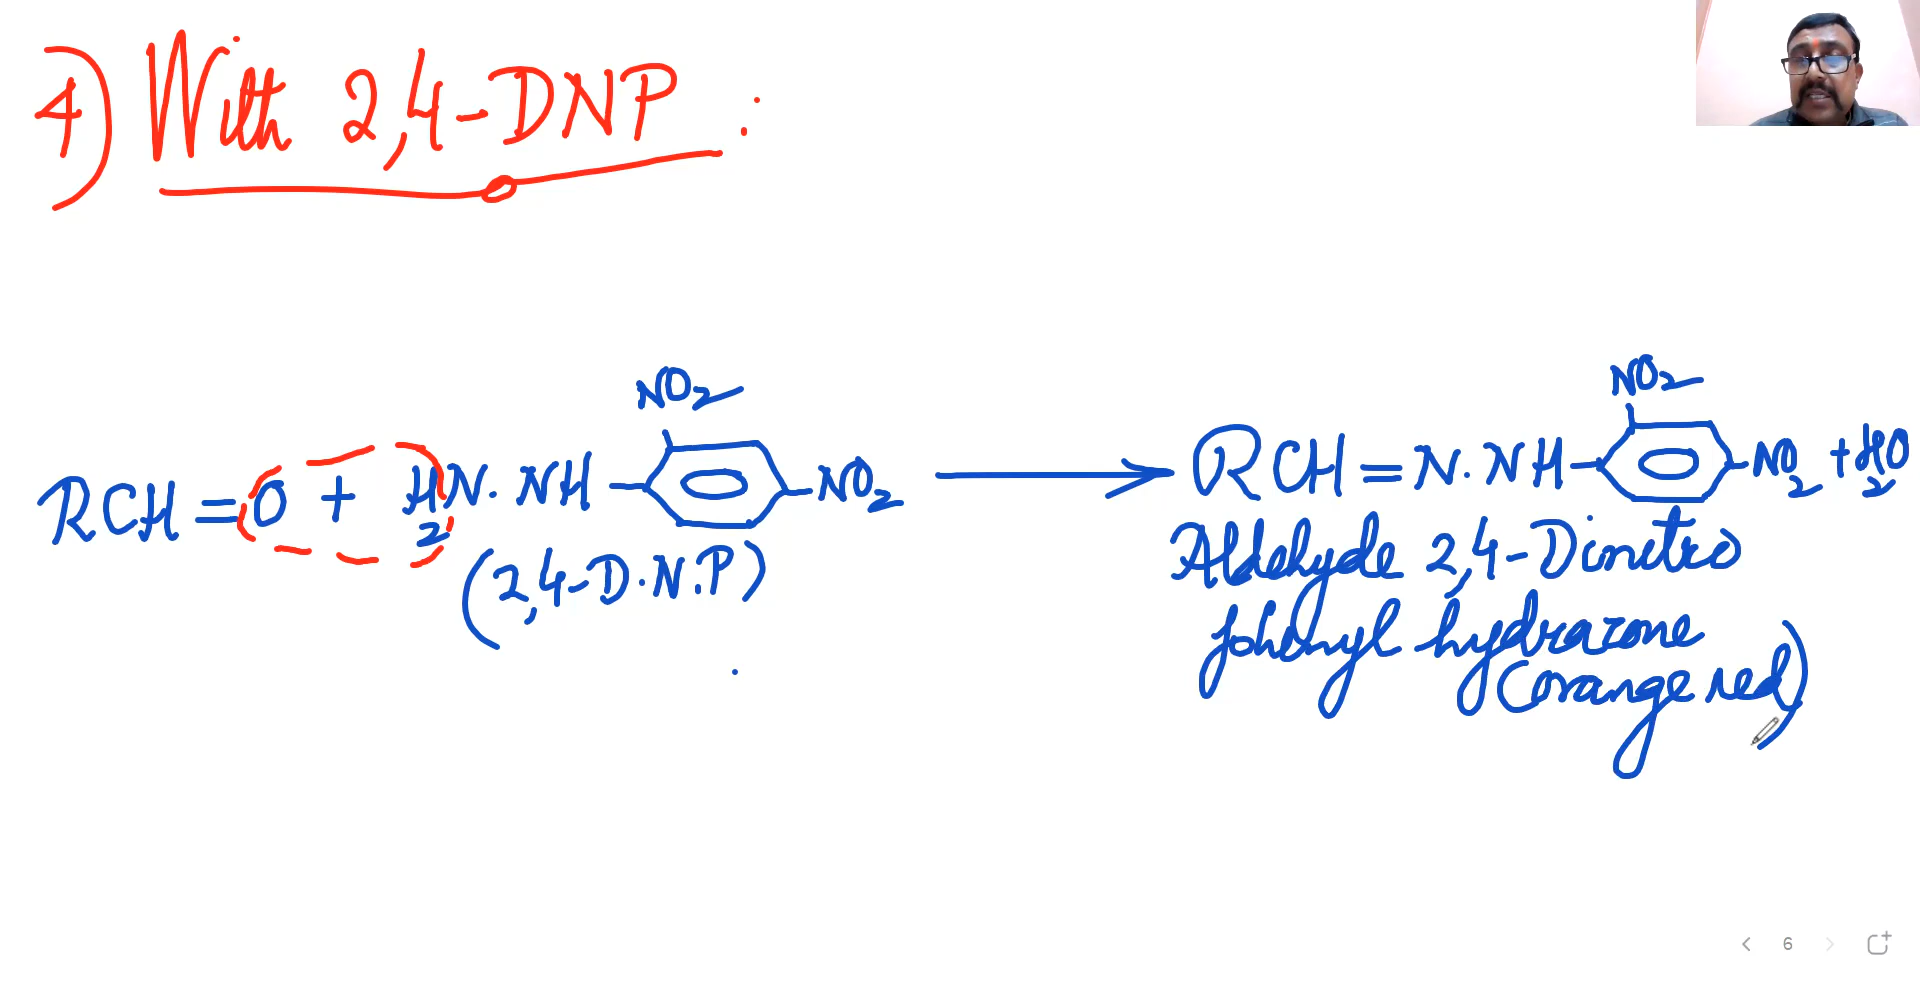 4) With 2,4-DNP :
NO2 NO2
RCH=O + H2N.NH- -NO2 → RCH=N.NH- -NO2 + H2O
(2,4-D.N.P)
Aldehyde 2,4-Dinitro
phenyl hydrazone
(orange red)
6